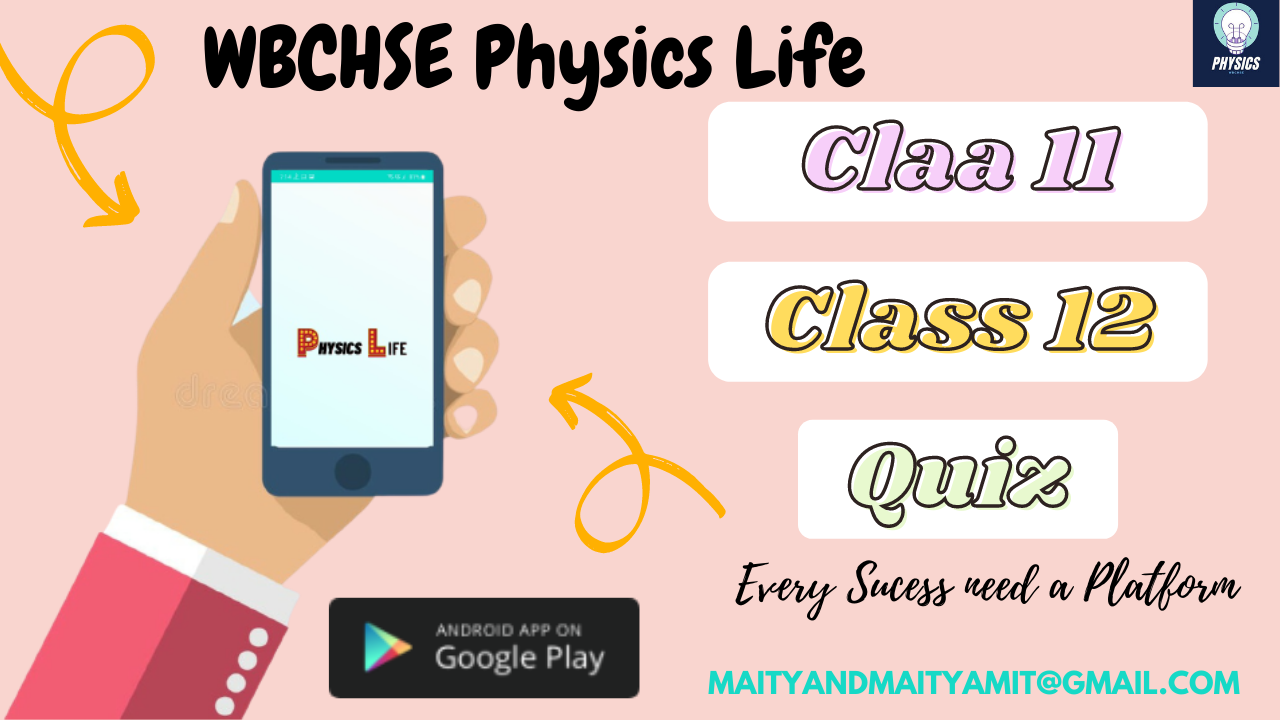 WBCHSE Physics Life
PHYSICS
WBCHSE
Claa 11
Class 12
Physics Life
Quiz
Every Sucess need a Platform
ANDROID APP ON
Google Play
MAITYANDMAITYAMIT@GMAIL.COM